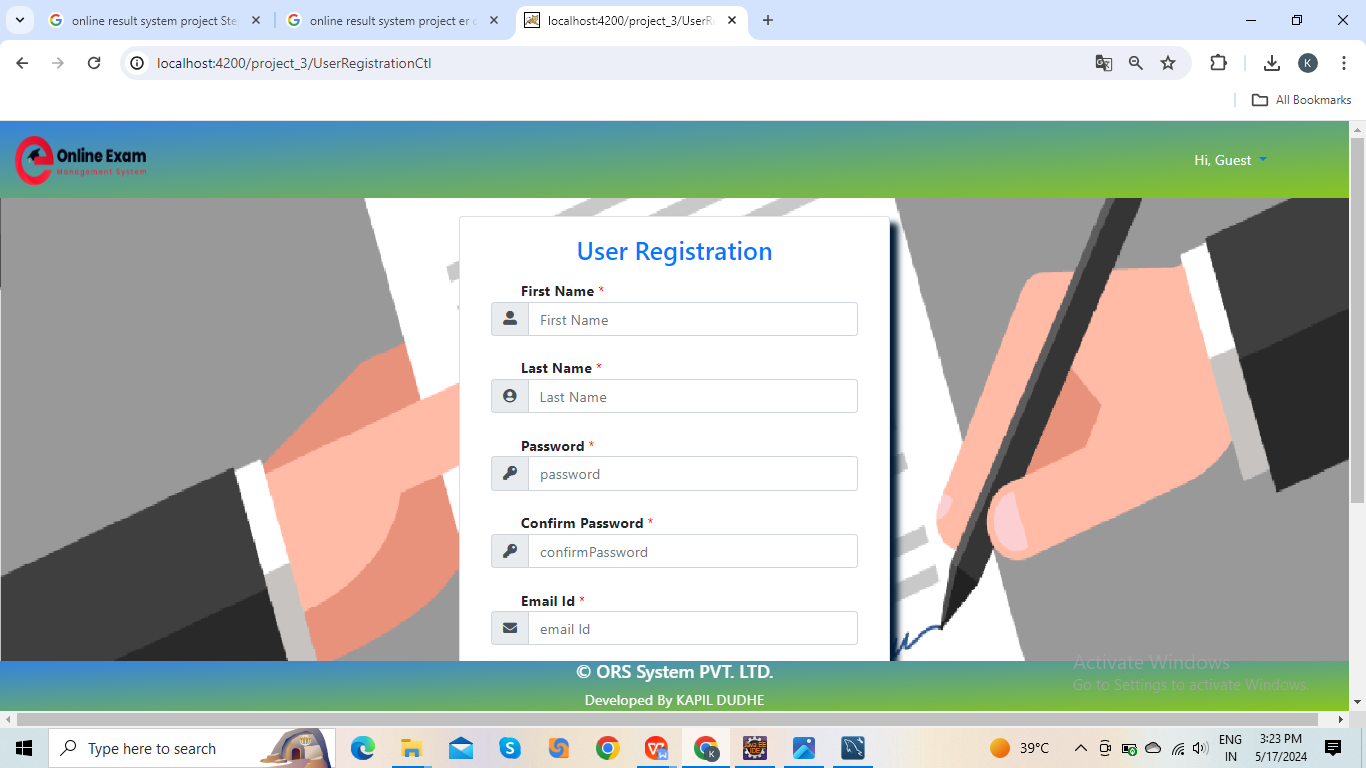 online result system project Ste
online result system project er d
localhost:4200/project_3/UserRe
localhost:4200/project_3/UserRegistrationCtl
K
All Bookmarks
Online Exam
Management System
Hi, Guest
User Registration
First Name *
First Name
Last Name *
Last Name
Password *
password
Confirm Password *
confirmPassword
Email Id *
email Id
© ORS System PVT. LTD.
Developed By KAPIL DUDHE
Activate Windows
Go to Settings to activate Windows.
Type here to search
39°C
ENG
IN
3:23 PM
5/17/2024